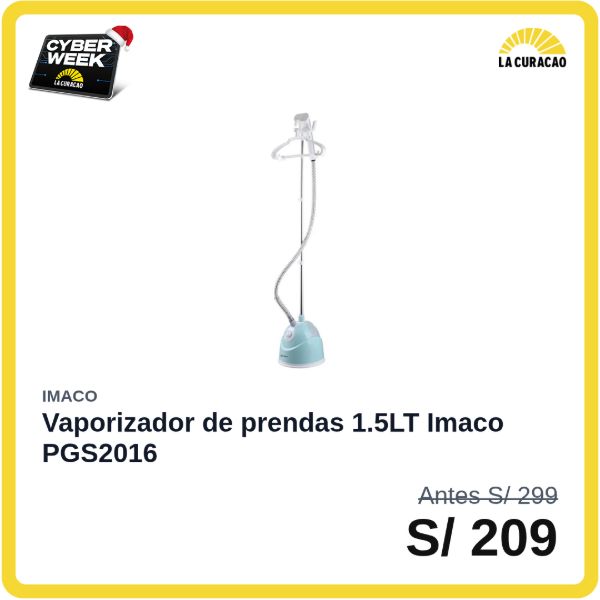 CYBER
WEEK
LA CURACAO
LA CURACAO
IMACO
Vaporizador de prendas 1.5LT Imaco
PGS2016
Antes S/ 299
S/ 209